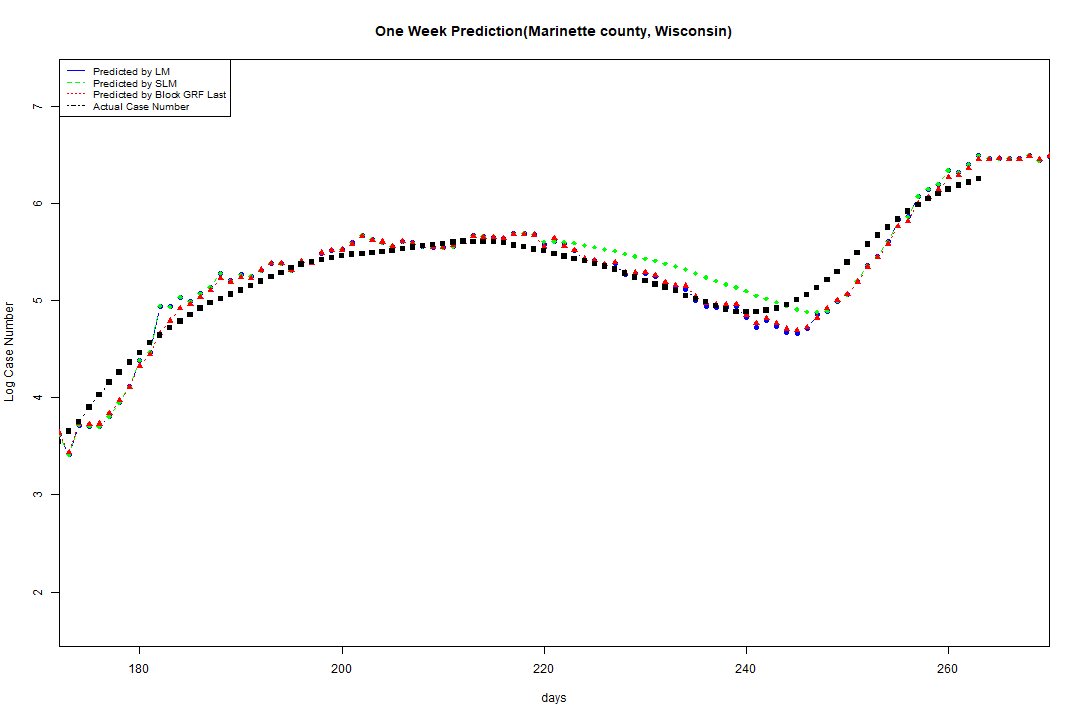 One Week Prediction(Marinette county, Wisconsin)
Predicted by LM
Predicted by SLM
Predicted by Block GRF Last
Actual Case Number
7
6
5
4
3
2
Log Case Number
180 200 220 240 260
days